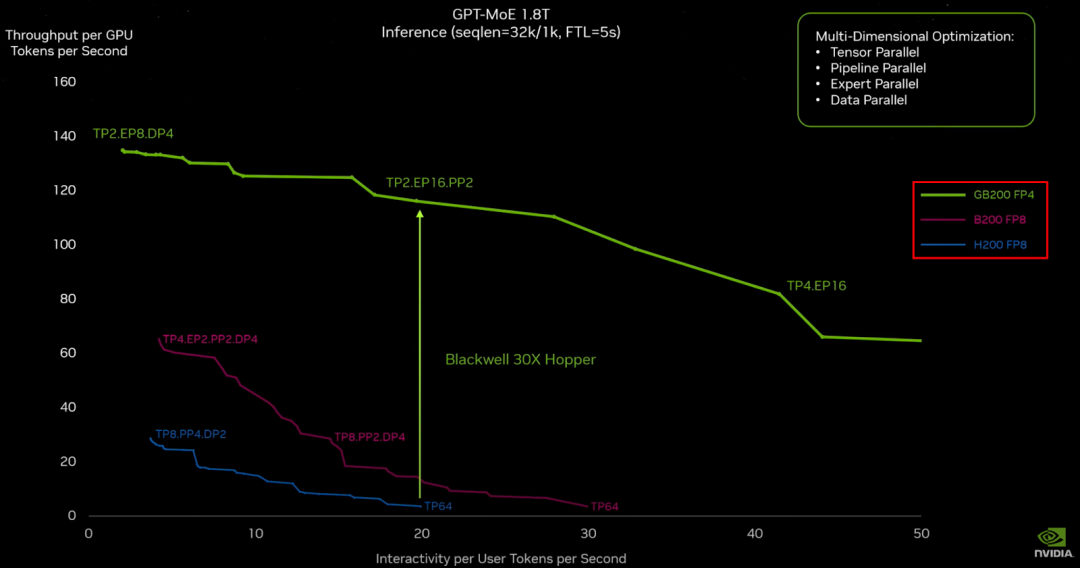 GPT-MoE 1.8T
Inference (seqlen=32k/1k, FTL=5s)
Throughput per GPU
Tokens per Second
Multi-Dimensional Optimization:
• Tensor Parallel
• Pipeline Parallel
• Expert Parallel
• Data Parallel
160
140
120
100
80
60
40
20
0
TP2.EP8.DP4
TP2.EP16.PP2
TP4.EP16
GB200 FP4
B200 FP8
H200 FP8
TP4.EP2.PP2.DP4
Blackwell 30X Hopper
TP8.PP4.DP2
TP8.PP2.DP4
TP64
TP64
0
10
20
30
40
50
Interactivity per User Tokens per Second
NVIDIA.